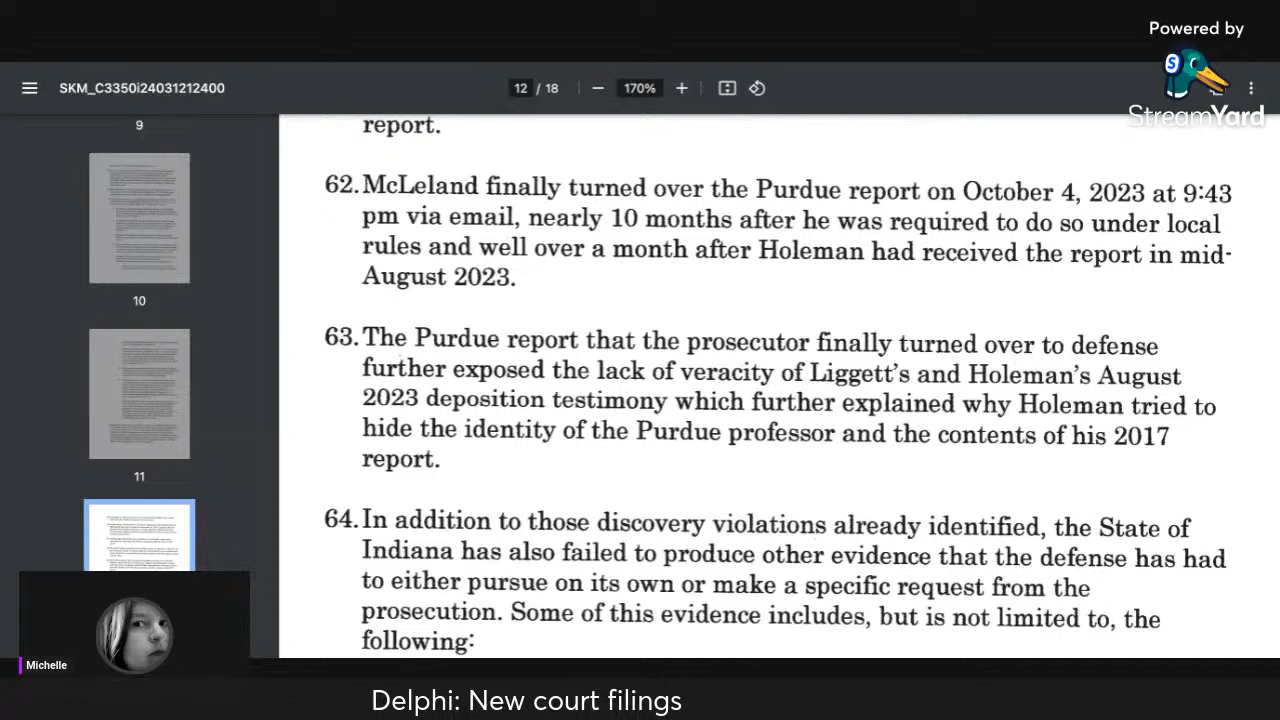 Powered by
StreamYard
SKM_C3350i24031212400
12 / 18
170%
9
10
11
report.
62. McLeland finally turned over the Purdue report on October 4, 2023 at 9:43
pm via email, nearly 10 months after he was required to do so under local
rules and well over a month after Holeman had received the report in mid-
August 2023.
63. The Purdue report that the prosecutor finally turned over to defense
further exposed the lack of veracity of Liggett's and Holeman's August
2023 deposition testimony which further explained why Holeman tried to
hide the identity of the Purdue professor and the contents of his 2017
report.
64. In addition to those discovery violations already identified, the State of
Indiana has also failed to produce other evidence that the defense has had
to either pursue on its own or make a specific request from the
prosecution. Some of this evidence includes, but is not limited to, the
following:
Michelle
Delphi: New court filings